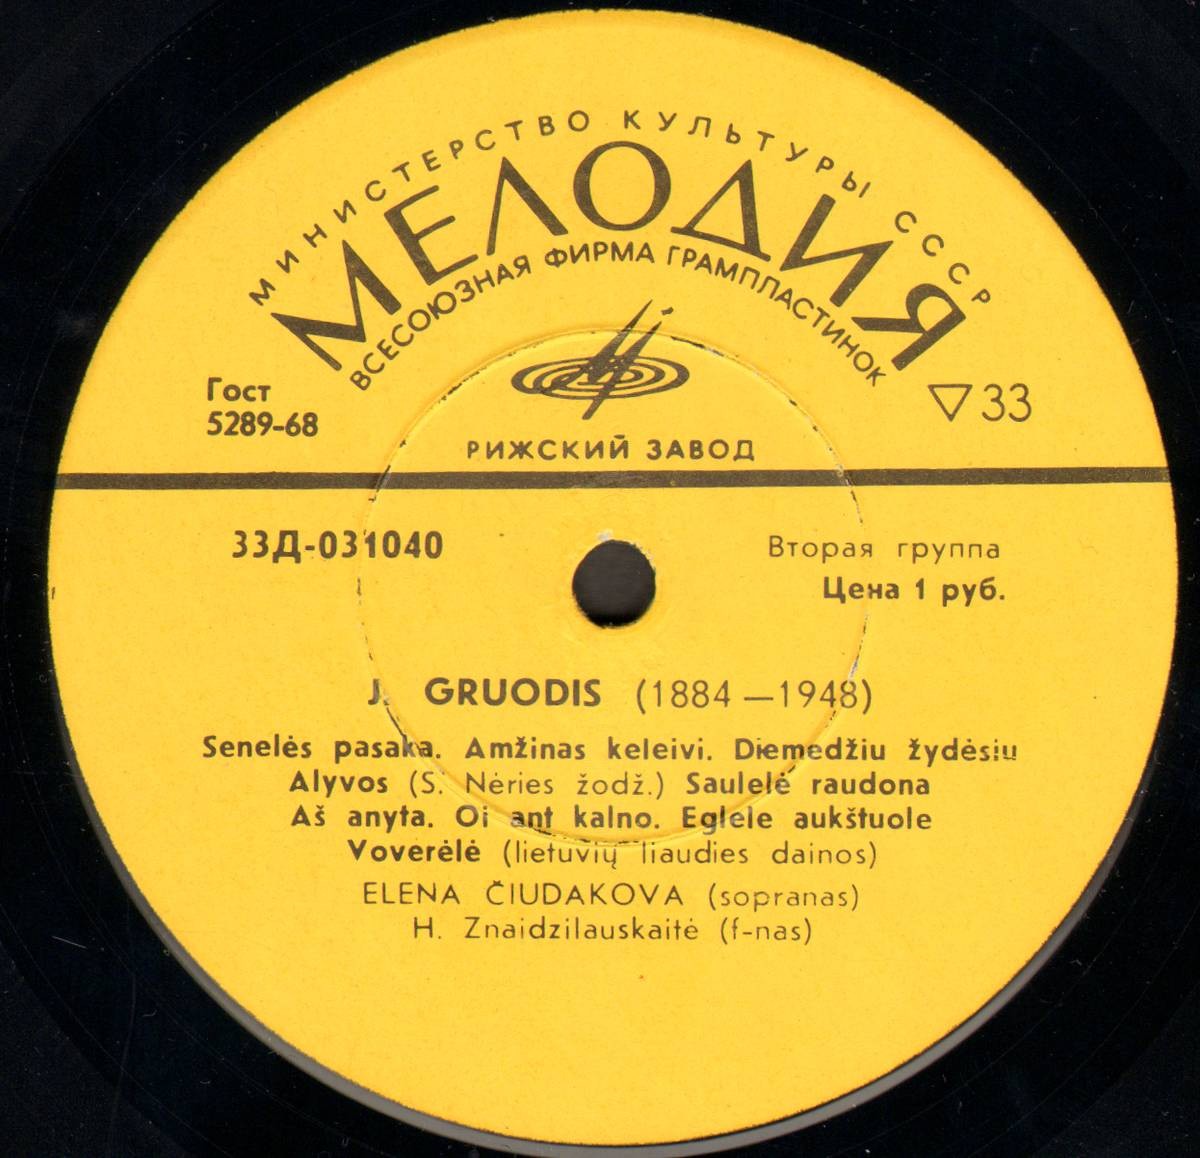 МИНИСТЕРСТВО КУЛЬТУРЫ СССР
МЕЛОДИЯ
ВСЕСОЮЗНАЯ ФИРМА ГРАМПЛАСТИНОК
Гост
5289-68
33
РИЖСКИЙ ЗАВОД
33Д-031040
Вторая группа
Цена 1 руб.
J. GRUODIS (1884—1948)
Senelės pasaka. Amžinas keleivi. Diemedžiu žydėsiu
Alyvos (S. Nėries žodž.) Saulelė raudona
Aš anyta. Oi ant kalno. Eglele aukštuole
Voverėlė (lietuvių liaudies dainos)
ELENA ČIUDAKOVA (sopranas)
H. Znaidzilauskaitė (f-nas)